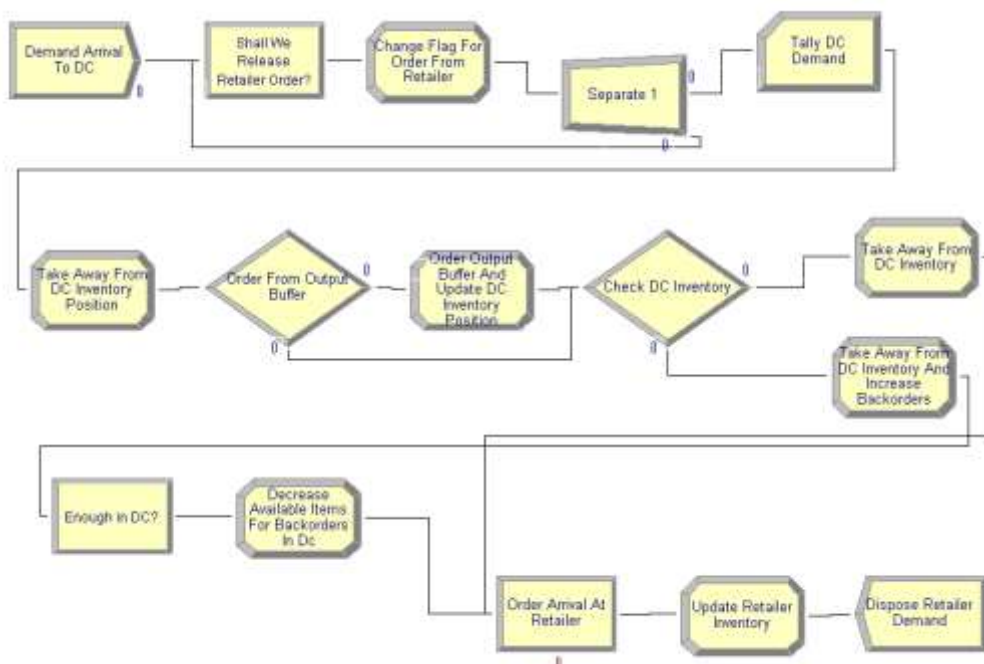 Demand Arrival
To DC
0
Shall We
Release
Retailer Order?
Change Flag For
Order From
Retailer
Separate 1
0
0
Tally DC
Demand
Take Away From
DC Inventory
Position
Order From Output
Buffer
0
0
Order Output
Buffer And
Update DC
Inventory
Position
Check DC Inventory
0
0
Take Away From
DC Inventory
Take Away From
DC Inventory And
Increase
Backorders
Enough in DC?
Decrease
Available Items
For Backorders
In Dc
Order Arrival At
Retailer
0
Update Retailer
Inventory
Dispose Retailer
Demand